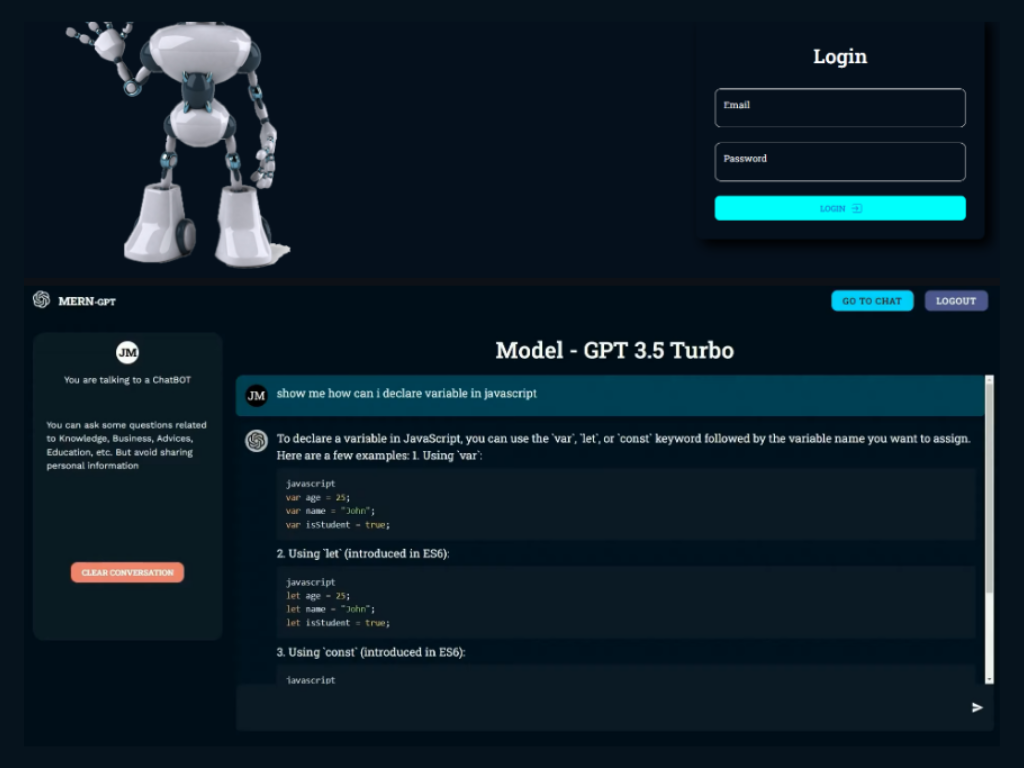 Login
Email
Password
LOGIN
MERN-GPT
GO TO CHAT
LOGOUT
JM
You are talking to a ChatBOT
You can ask some questions related
to Knowledge, Business, Advices,
Education, etc. But avoid sharing
personal information
CLEAR CONVERSATION
Model - GPT 3.5 Turbo
JM
show me how can i declare variable in javascript
To declare a variable in JavaScript, you can use the `var`, `let`, or `const` keyword followed by the variable name you want to assign.
Here are a few examples: 1. Using `var`:
javascript
var age = 25;
var name = "John";
var isStudent = true;
2. Using `let` (introduced in ES6):
javascript
let age = 25;
let name = "John";
let isStudent = true;
3. Using `const` (introduced in ES6):
javascript